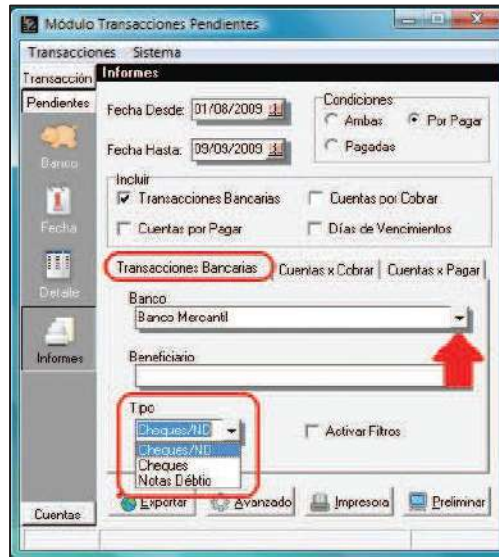 Módulo Transacciones Pendientes
Transacciones Sistema
Transacción
Informes
Pendientes
Fecha Desde: 01/08/2009
Condiciones
Ambas Por Pagar
Banco
Fecha Hasta: 09/09/2009
Pagadas
Incluir
Transacciones Bancarias Cuentas por Cobrar
Fecha
Cuentas por Pagar Días de Vencimientos
Transacciones Bancarias Cuentas x Cobrar Cuentas x Pagar
Detalle
Banco
Banco Mercantil
Informes
Beneficiario
Tipo
Cheques/ND
Activar Filtros
Cheques/ND
Cheques
Notas Débtio
Exportar Avanzado Impresora Preliminar
Cuentas